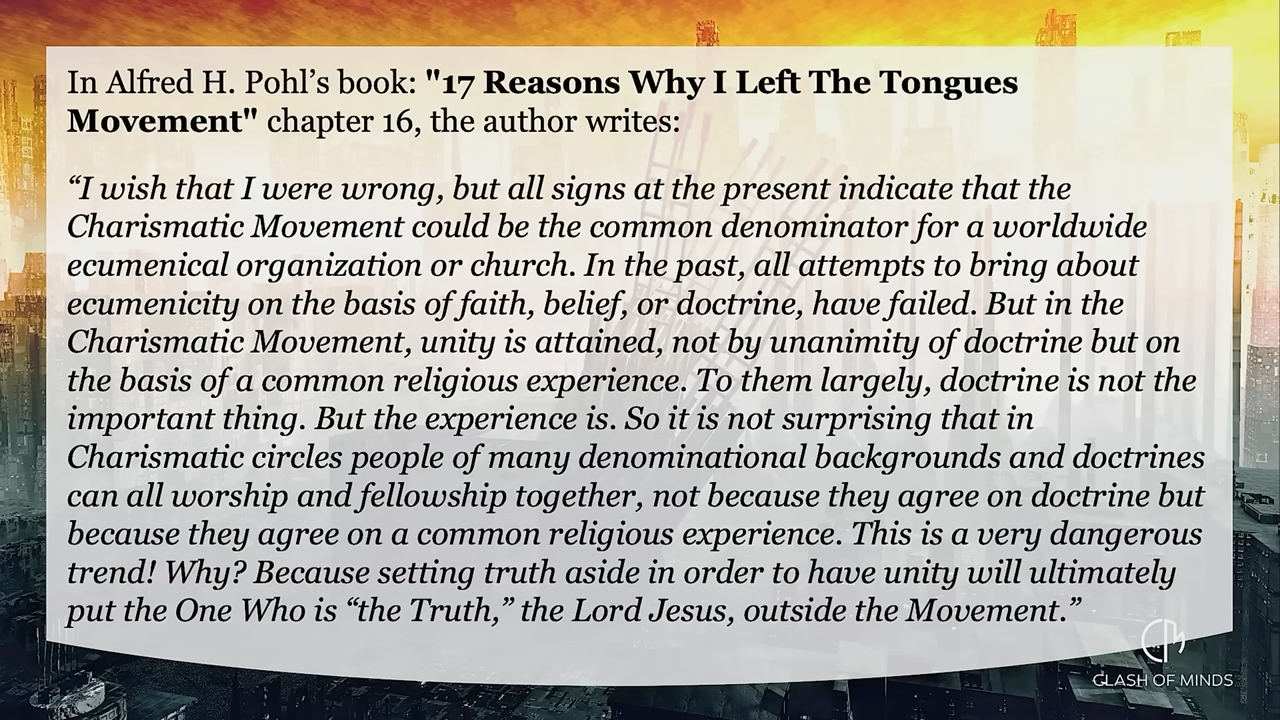 In Alfred H. Pohl’s book: "17 Reasons Why I Left The Tongues
Movement" chapter 16, the author writes:
“I wish that I were wrong, but all signs at the present indicate that the
Charismatic Movement could be the common denominator for a worldwide
ecumenical organization or church. In the past, all attempts to bring about
ecumenicity on the basis of faith, belief, or doctrine, have failed. But in the
Charismatic Movement, unity is attained, not by unanimity of doctrine but on
the basis of a common religious experience. To them largely, doctrine is not the
important thing. But the experience is. So it is not surprising that in
Charismatic circles people of many denominational backgrounds and doctrines
can all worship and fellowship together, not because they agree on doctrine but
because they agree on a common religious experience. This is a very dangerous
trend! Why? Because setting truth aside in order to have unity will ultimately
put the One Who is “the Truth,” the Lord Jesus, outside the Movement.”
CLASH OF MINDS